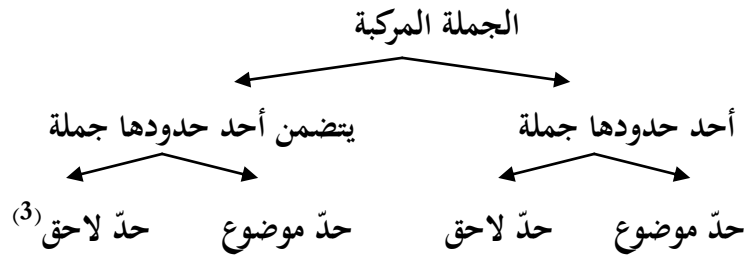 الجملة المركبة
أحد حدودها جملة يتضمن أحد حدودها جملة
حدّ موضوع حدّ لاحق حدّ موضوع حدّ لاحق(3)